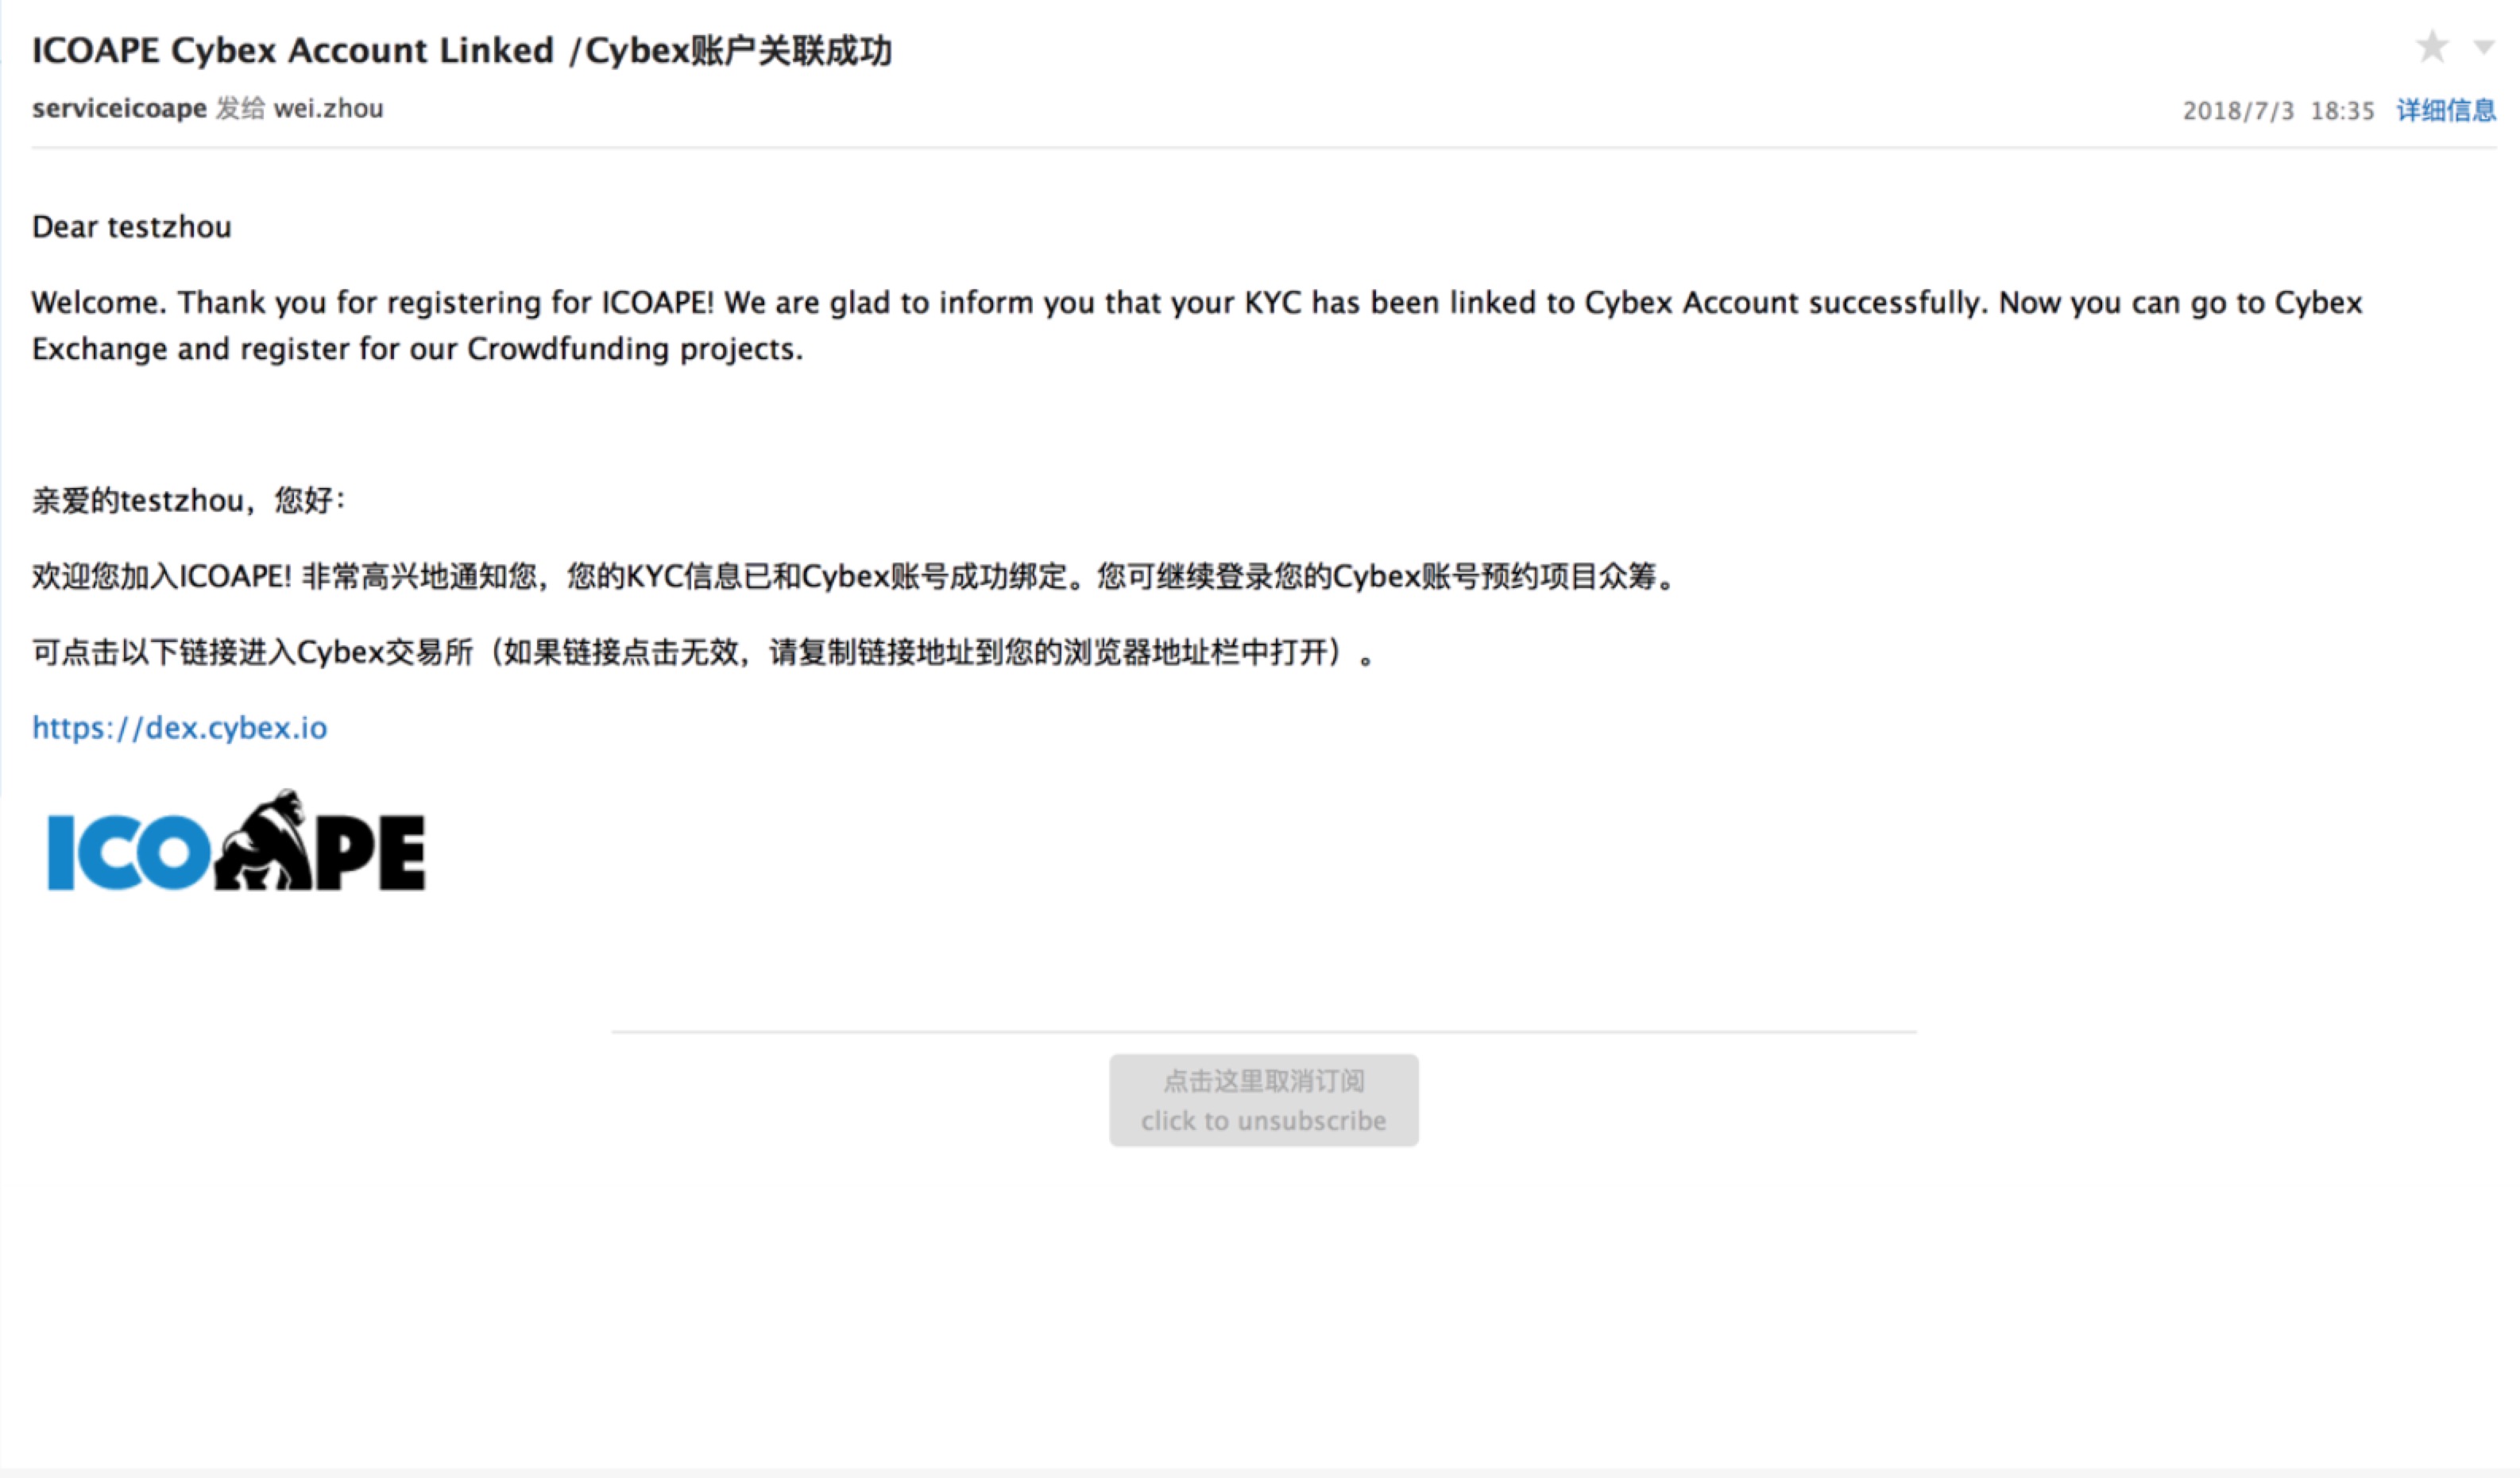 ICOAPE Cybex Account Linked /Cybex账户关联成功
serviceicoape 发给 wei.zhou
2018/7/3 18:35 详细信息
Dear testzhou
Welcome. Thank you for registering for ICOAPE! We are glad to inform you that your KYC has been linked to Cybex Account successfully. Now you can go to Cybex
Exchange and register for our Crowdfunding projects.
亲爱的testzhou，您好：
欢迎您加入ICOAPE! 非常高兴地通知您，您的KYC信息已和Cybex账号成功绑定。您可继续登录您的Cybex账号预约项目众筹。
可点击以下链接进入Cybex交易所（如果链接点击无效，请复制链接地址到您的浏览器地址栏中打开）。
https://dex.cybex.io
ICOAPE
点击这里取消订阅
click to unsubscribe